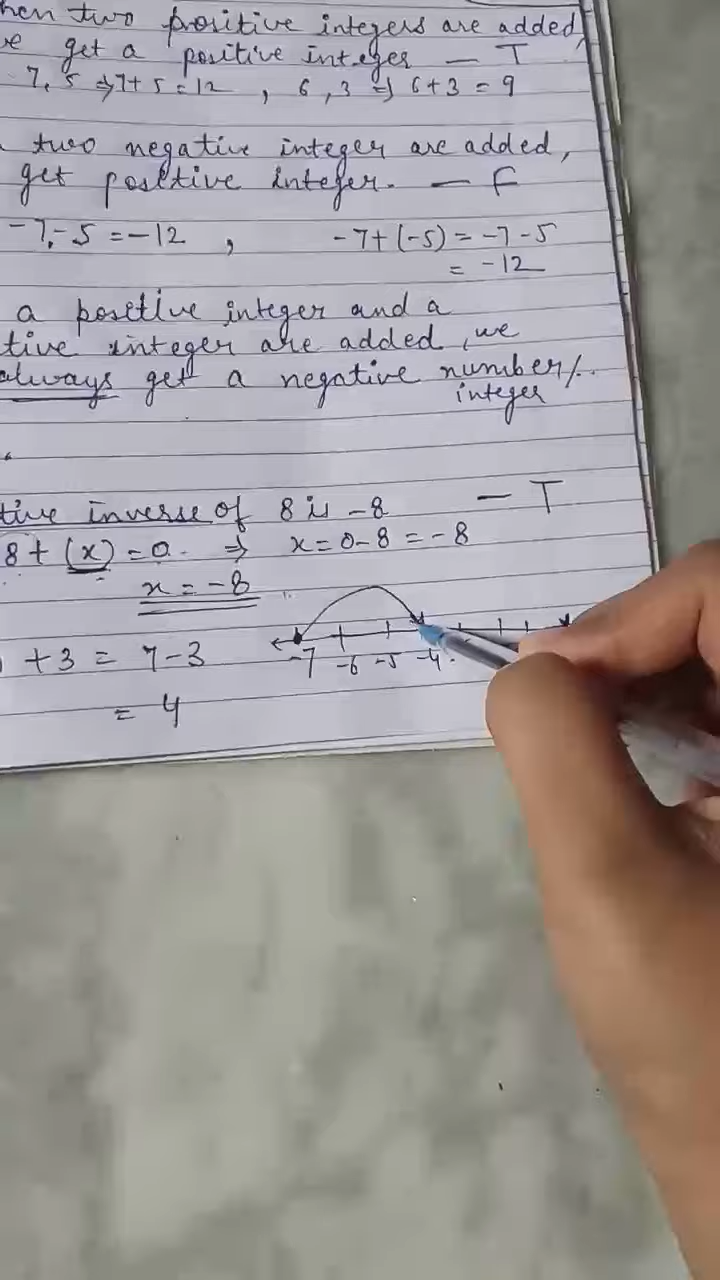 hen two positive integers are added,
e get a positive integer — T
7, 5 ⇒ 7+5=12 , 6, 3 ⇒ 6+3 = 9
two negative integer are added,
get positive integer. — F
-7,-5 =-12 , -7+(-5) = -7-5
= -12
a positive integer and a
tive integer are added, we
always get a negative number/
integer
tive inverse of 8 is -8 — T
8 + (x) = 0 ⇒ x = 0-8 = -8
x = -8
+3 = 7-3
-7 -6 -5 -4
= 4